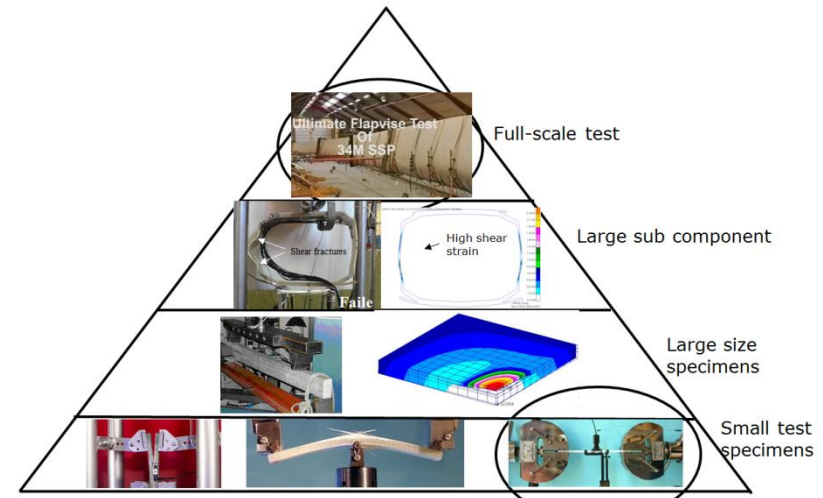 Ultimate Flapvise Test
Of
34M SSP
Full-scale test
Shear fractures
Faile
High shear
strain
Large sub component
Large size
specimens
Small test
specimens